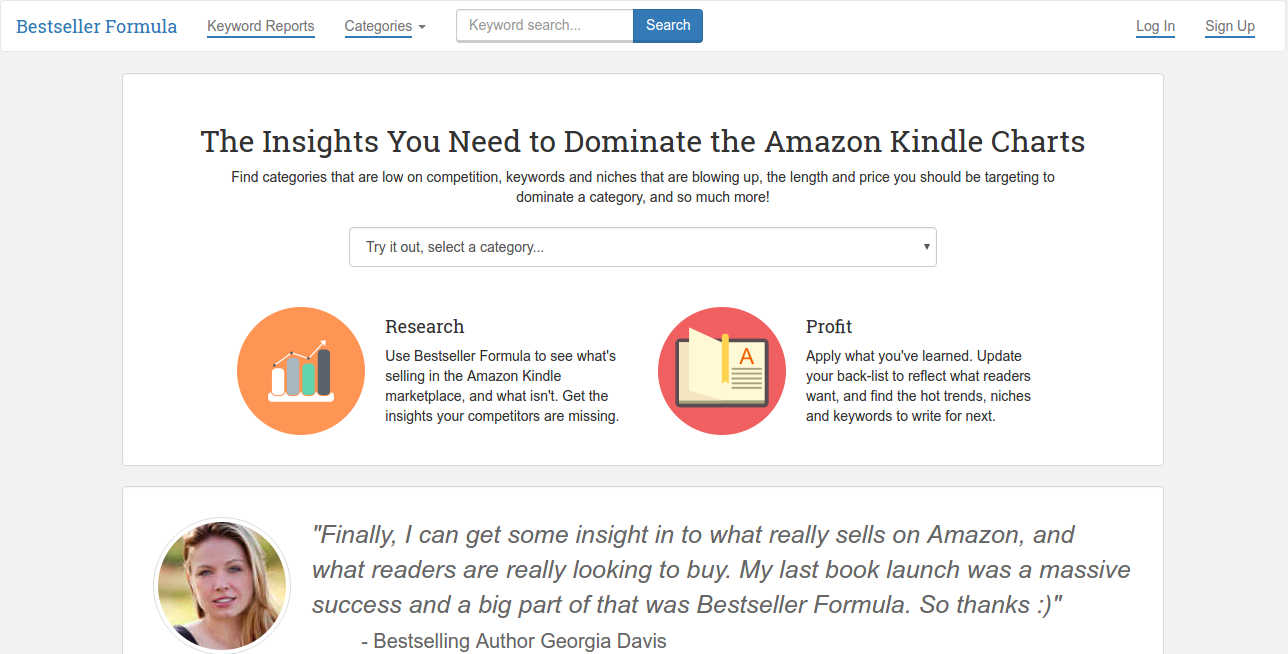 Bestseller Formula Keyword Reports Categories Keyword search... Search Log In Sign Up
The Insights You Need to Dominate the Amazon Kindle Charts
Find categories that are low on competition, keywords and niches that are blowing up, the length and price you should be targeting to
dominate a category, and so much more!
Try it out, select a category...
Research
Use Bestseller Formula to see what's
selling in the Amazon Kindle
marketplace, and what isn't. Get the
insights your competitors are missing.
A
Profit
Apply what you've learned. Update
your back-list to reflect what readers
want, and find the hot trends, niches
and keywords to write for next.
"Finally, I can get some insight in to what really sells on Amazon, and
what readers are really looking to buy. My last book launch was a massive
success and a big part of that was Bestseller Formula. So thanks :)"
- Bestselling Author Georgia Davis